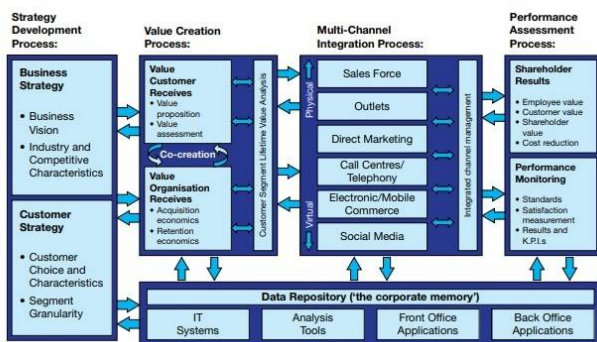 Strategy
Development
Process:
Business
Strategy
• Business
Vision
• Industry and
Competitive
Characteristics
Customer
Strategy
• Customer
Choice and
Characteristics
• Segment
Granularity
Value Creation
Process:
Value
Customer
Receives
• Value
proposition
• Value
assessment
Co-creation
Value
Organisation
Receives
• Acquisition
economics
• Retention
economics
Customer Segment Lifetime Value Analysis
Multi-Channel
Integration Process:
Physical
Virtual
Sales Force
Outlets
Direct Marketing
Call Centres/
Telephony
Electronic/Mobile
Commerce
Social Media
Integrated channel management
Performance
Assessment
Process:
Shareholder
Results
• Employee value
• Customer value
• Shareholder
value
• Cost reduction
Performance
Monitoring
• Standards
• Satisfaction
measurement
• Results and
K.P.I.s
Data Repository (‘the corporate memory’)
IT
Systems
Analysis
Tools
Front Office
Applications
Back Office
Applications